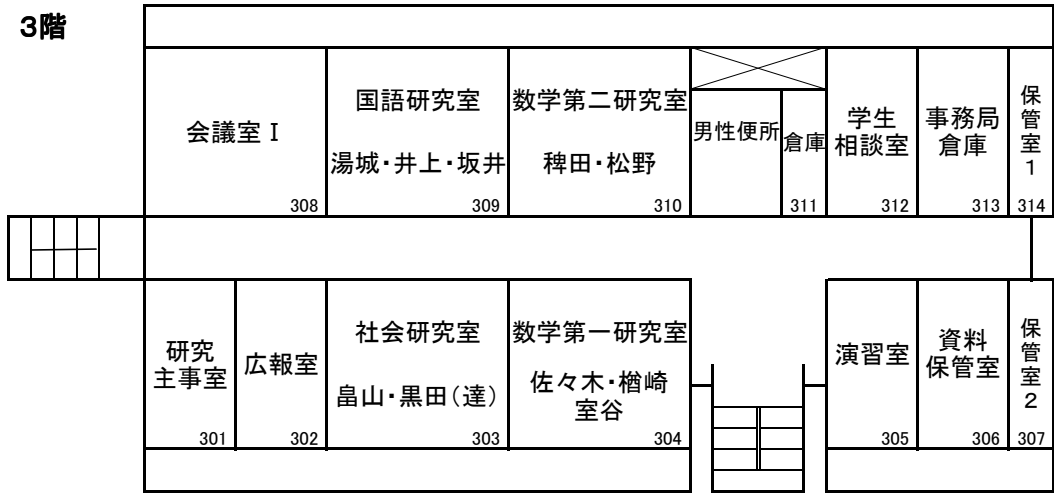 3階
会議室Ⅰ
308
国語研究室
湯城・井上・坂井
309
数学第二研究室
稗田・松野
310
男性便所
倉庫
311
学生
相談室
312
事務局
倉庫
313
保管室1
314
研究
主事室
301
広報室
302
社会研究室
畠山・黒田(達)
303
数学第一研究室
佐々木・楢崎
室谷
304
演習室
305
資料
保管室
306
保管室2
307